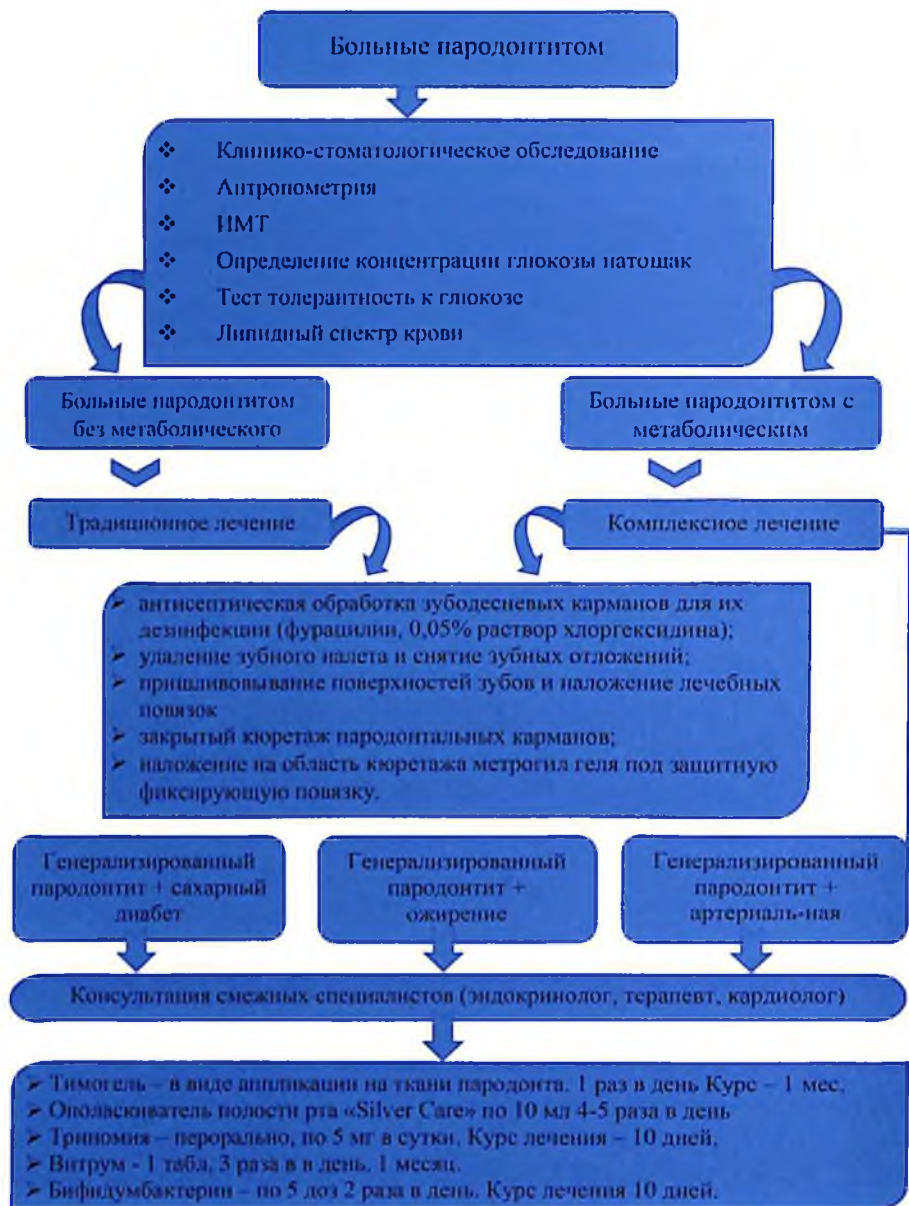 Больные пародонтитом
Клинико-стоматологическое обследование
Антропометрия
ИМТ
Определение концентрации глюкозы натощак
Тест толерантность к глюкозе
Липидный спектр крови
Больные пародонтитом
без метаболического
Больные пародонтитом с
метаболическим
Традиционное лечение
Комплексное лечение
антисептическая обработка зубодесневых карманов для их
дезинфекции (фурацилин, 0,05% раствор хлоргексидина);
удаление зубного налета и снятие зубных отложений;
пришливовывание поверхностей зубов и наложение лечебных
повязок
закрытый кюретаж пародонтальных карманов;
наложение на область кюретажа метрогил геля под защитную
фиксирующую повязку.
Генерализированный
пародонтит + сахарный
диабет
Генерализированный
пародонтит +
ожирение
Генерализированный
пародонтит +
артериаль-ная
Консультация смежных специалистов (эндокринолог, терапевт, кардиолог)
Тимогель – в виде аппликации на ткани пародонта. 1 раз в день Курс – 1 мес.
Ополаскиватель полости рта «Silver Care» по 10 мл 4-5 раза в день
Триномия – перорально, по 5 мг в сутки. Курс лечения – 10 дней.
Витрум - 1 табл, 3 раза в в день. 1 месяц.
Бифидумбактерин – по 5 доз 2 раза в день. Курс лечения 10 дней.